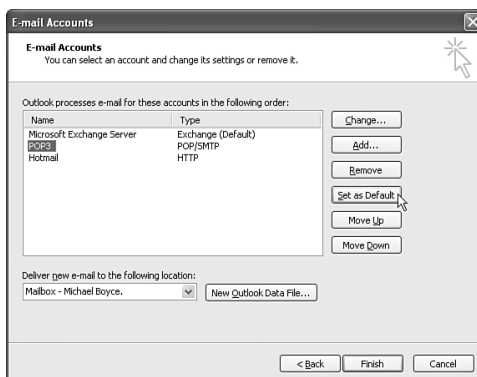 E-mail Accounts
E-mail Accounts
You can select an account and change its settings or remove it.
Outlook processes e-mail for these accounts in the following order:
Name Type
Microsoft Exchange Server Exchange (Default)
POP3 POP/SMTP
Hotmail HTTP
Change...
Add...
Remove
Set as Default
Move Up
Move Down
Deliver new e-mail to the following location:
Mailbox - Michael Boyce. New Outlook Data File...
< Back Finish Cancel